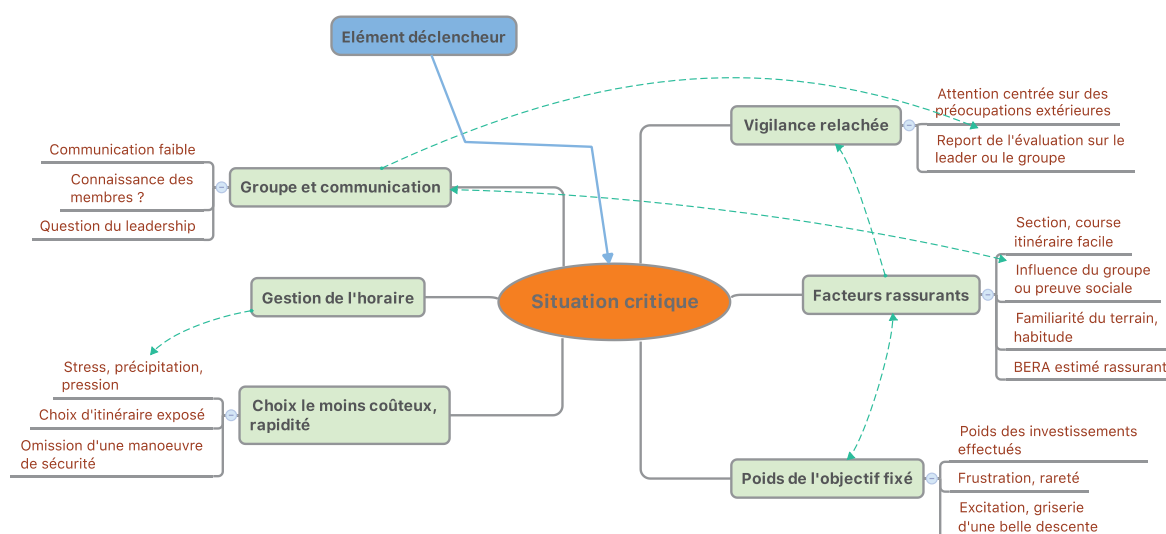 Elément déclencheur
Communication faible
Connaissance des
membres ?
Question du leadership
Groupe et communication
Gestion de l'horaire
Stress, précipitation,
pression
Choix d'itinéraire exposé
Omission d'une manoeuvre
de sécurité
Choix le moins coûteux,
rapidité
Situation critique
Vigilance relachée
Attention centrée sur des
préocupations extérieures
Report de l'évaluation sur le
leader ou le groupe
Facteurs rassurants
Section, course
itinéraire facile
Influence du groupe
ou preuve sociale
Familiarité du terrain,
habitude
BERA estimé rassurant
Poids de l'objectif fixé
Poids des investissements
effectués
Frustration, rareté
Excitation, griserie
d'une belle descente